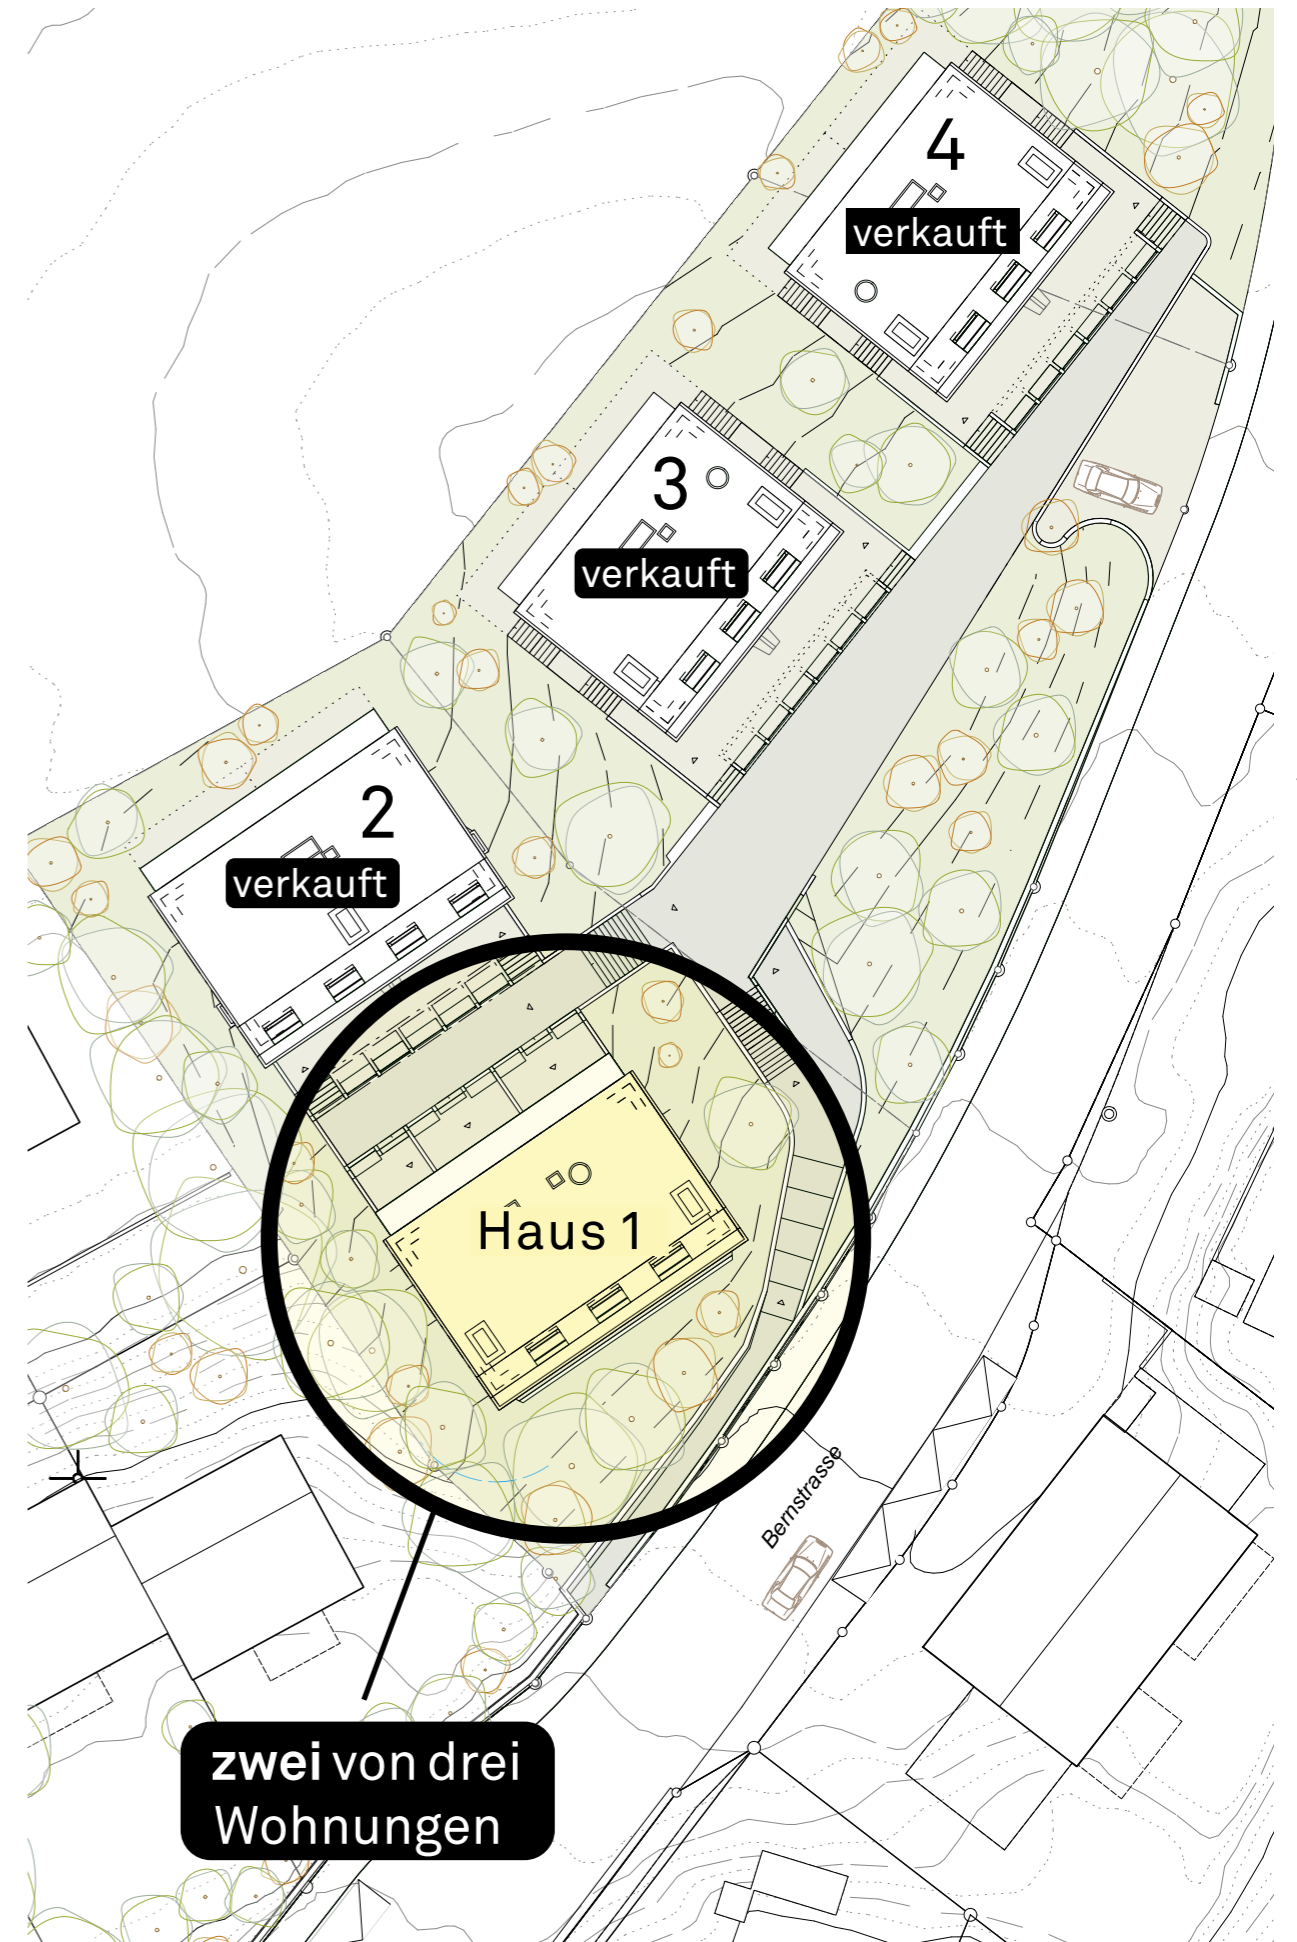 4
verkauft
3
verkauft
2
verkauft
Haus 1
Bernstrasse
zwei von drei
Wohnungen